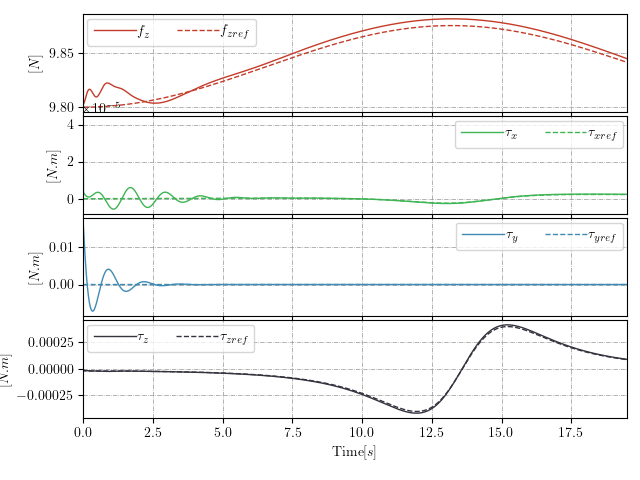 f_z f_zref
[N]
9.85
9.80
×10⁻⁵
τ_x τ_xref
[N.m]
4
2
0
τ_y τ_yref
[N.m]
0.01
0.00
τ_z τ_zref
[N.m]
0.00025
0.00000
−0.00025
0.0 2.5 5.0 7.5 10.0 12.5 15.0 17.5
Time[s]